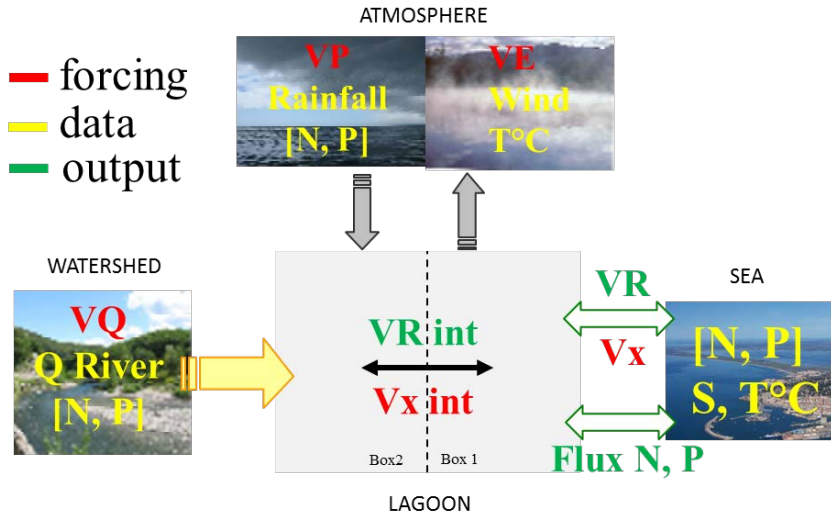 ATMOSPHERE
forcing
data
output
VP
Rainfall
[N, P]
VE
Wind
T°C
WATERSHED
VQ
Q River
[N, P]
VR int
Vx int
Box2
Box 1
LAGOON
VR
Vx
Flux N, P
SEA
[N, P]
S, T°C